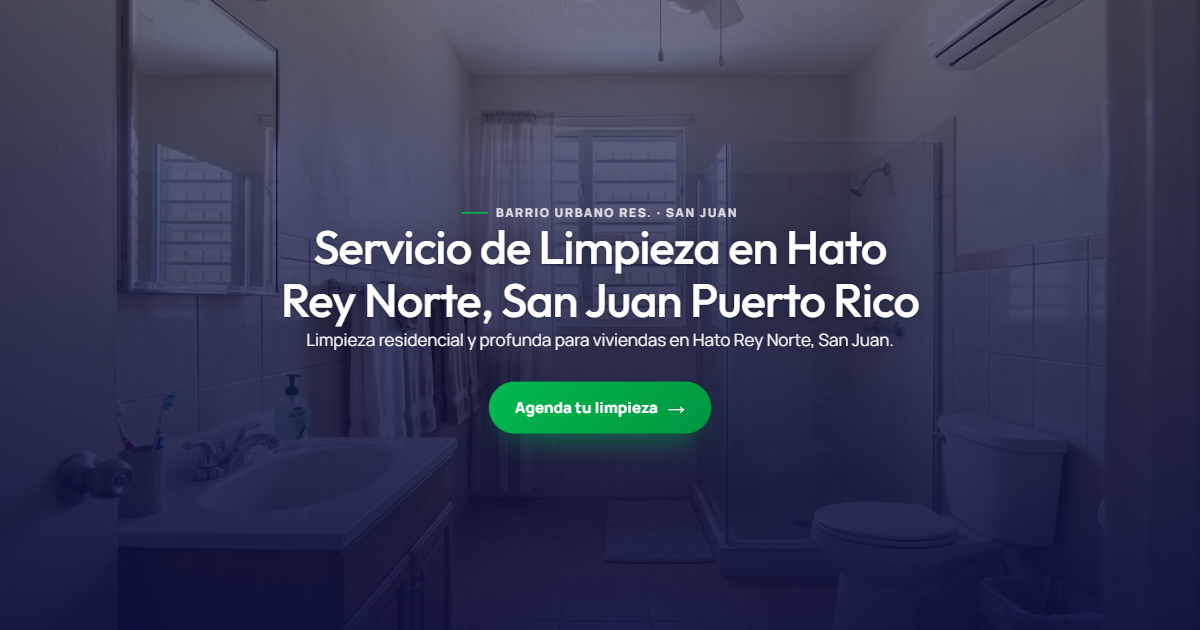 BARRIO URBANO RES. · SAN JUAN
Servicio de Limpieza en Hato
Rey Norte, San Juan Puerto Rico
Limpieza residencial y profunda para viviendas en Hato Rey Norte, San Juan.
Agenda tu limpieza →